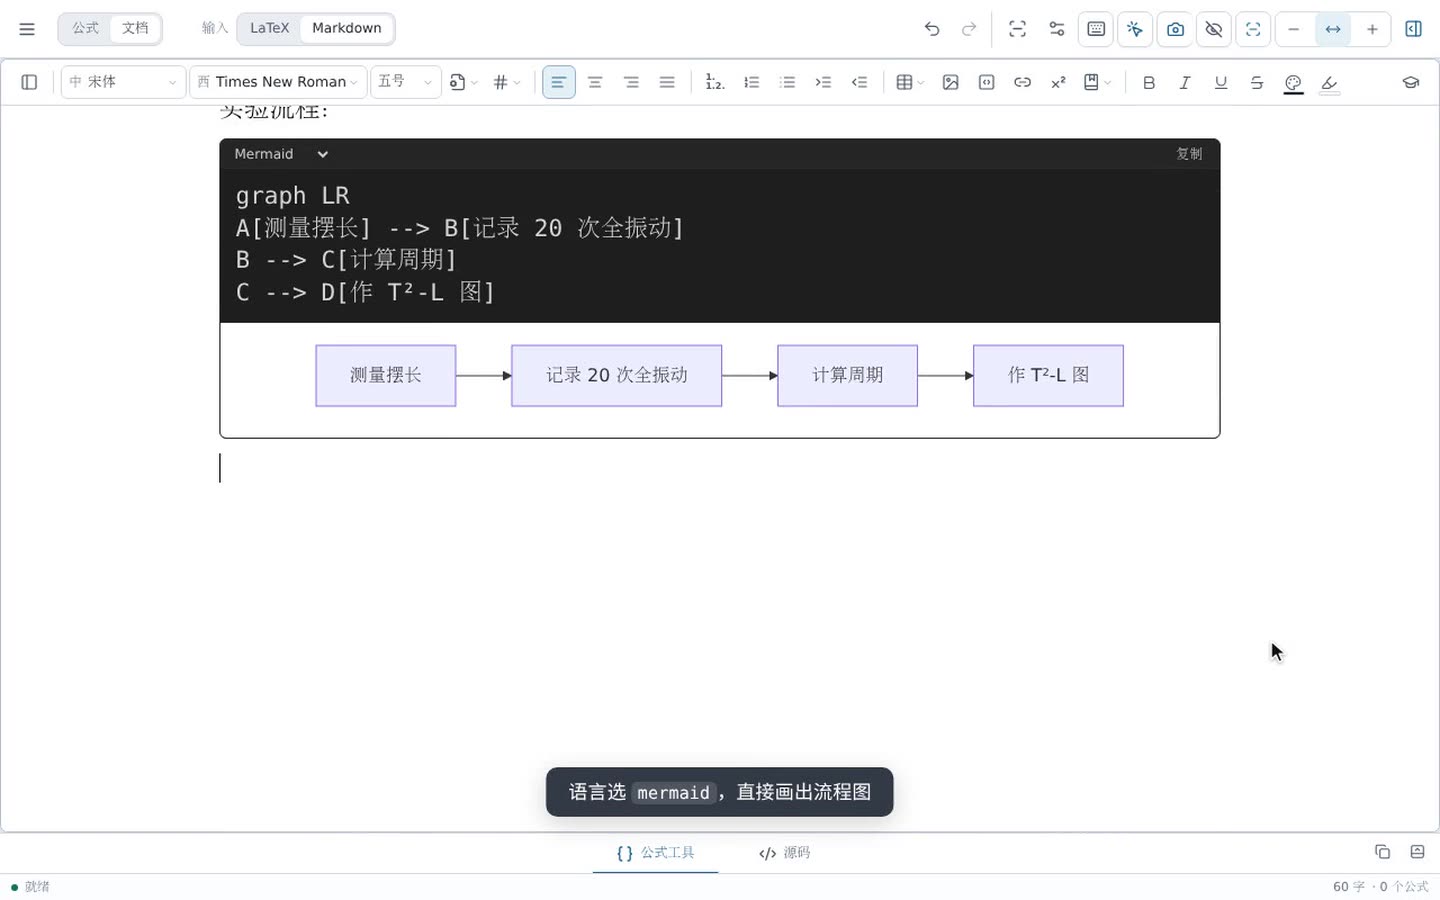 公式 文档 输入 LaTeX Markdown
中 宋体 西 Times New Roman 五号
实验流程:
Mermaid 复制
graph LR
A[测量摆长] --> B[记录 20 次全振动]
B --> C[计算周期]
C --> D[作 T²-L 图]
测量摆长 记录 20 次全振动 计算周期 作 T²-L 图
语言选 mermaid，直接画出流程图
{} 公式工具 </> 源码
就绪 60 字 · 0 个公式